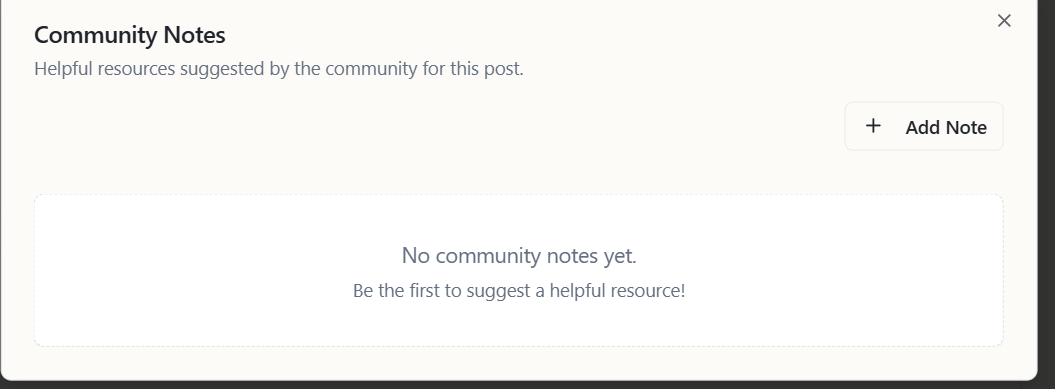 Community Notes
Helpful resources suggested by the community for this post.
Add Note
No community notes yet.
Be the first to suggest a helpful resource!